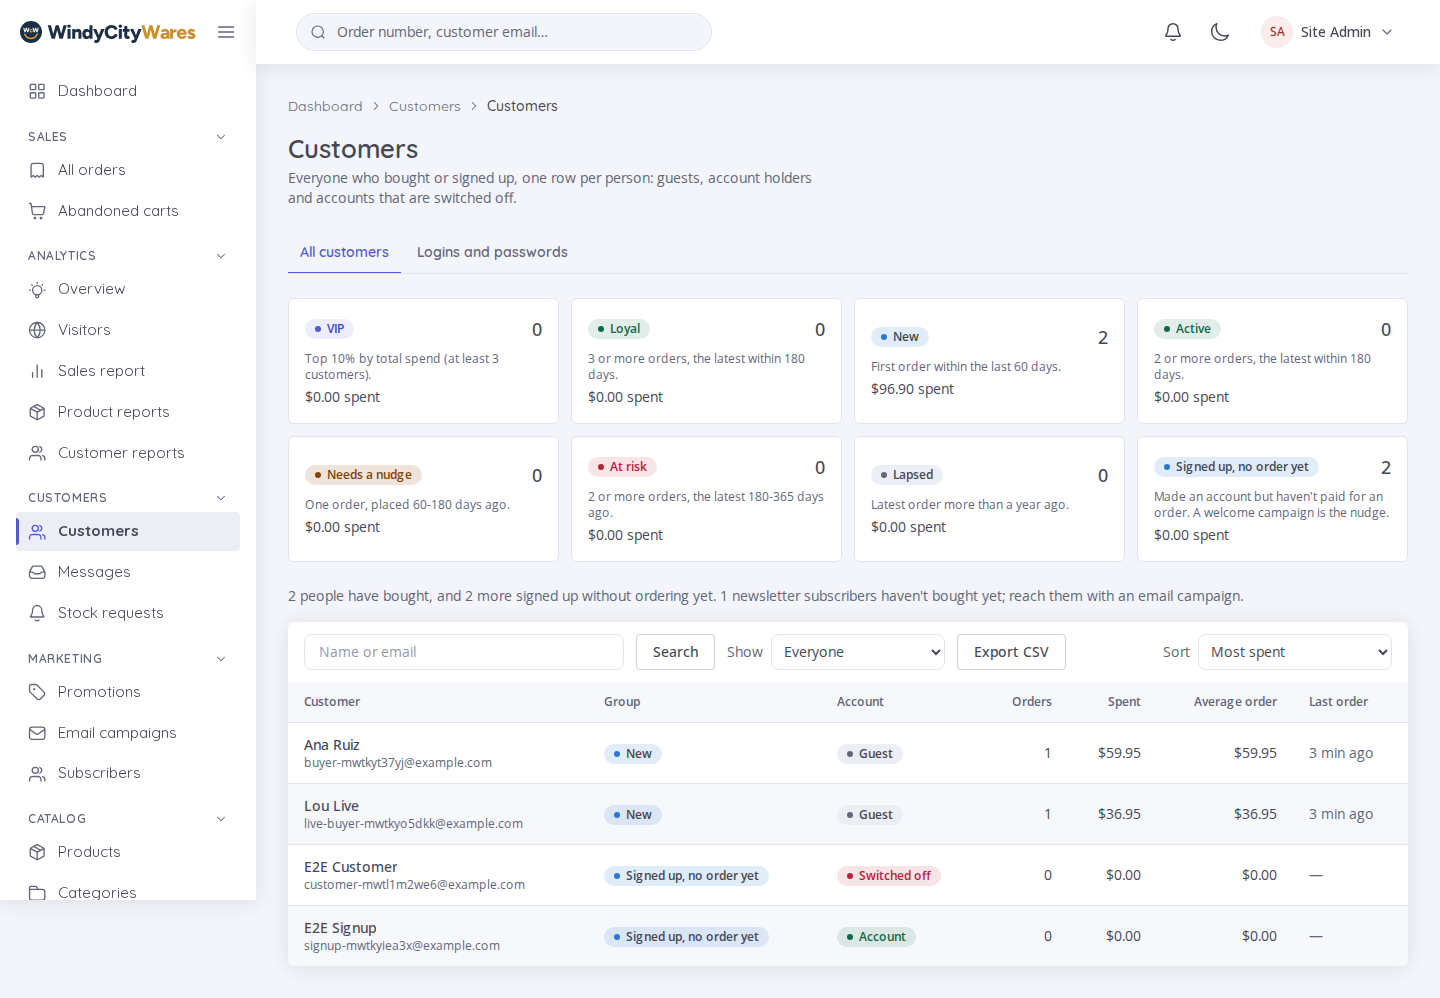 WindyCityWares
Order number, customer email...
SA
Site Admin
Dashboard
SALES
All orders
Abandoned carts
ANALYTICS
Overview
Visitors
Sales report
Product reports
Customer reports
CUSTOMERS
Customers
Messages
Stock requests
MARKETING
Promotions
Email campaigns
Subscribers
CATALOG
Products
Categories
Dashboard > Customers > Customers
Customers
Everyone who bought or signed up, one row per person: guests, account holders
and accounts that are switched off.
All customers
Logins and passwords
VIP 0
Top 10% by total spend (at least 3
customers).
$0.00 spent
Loyal 0
3 or more orders, the latest within 180
days.
$0.00 spent
New 2
First order within the last 60 days.
$96.90 spent
Active 0
2 or more orders, the latest within 180
days.
$0.00 spent
Needs a nudge 0
One order, placed 60-180 days ago.
$0.00 spent
At risk 0
2 or more orders, the latest 180-365 days
ago.
$0.00 spent
Lapsed 0
Latest order more than a year ago.
$0.00 spent
Signed up, no order yet 2
Made an account but haven't paid for an
order. A welcome campaign is the nudge.
$0.00 spent
2 people have bought, and 2 more signed up without ordering yet. 1 newsletter subscribers haven't bought yet; reach them with an email campaign.
Name or email Search Show Everyone Export CSV Sort Most spent
Customer Group Account Orders Spent Average order Last order
Ana Ruiz
buyer-mwtkyt37yj@example.com
New Guest 1 $59.95 $59.95 3 min ago
Lou Live
live-buyer-mwtkyo5dkk@example.com
New Guest 1 $36.95 $36.95 3 min ago
E2E Customer
customer-mwtl1m2we6@example.com
Signed up, no order yet Switched off 0 $0.00 $0.00 —
E2E Signup
signup-mwtkyiea3x@example.com
Signed up, no order yet Account 0 $0.00 $0.00 —